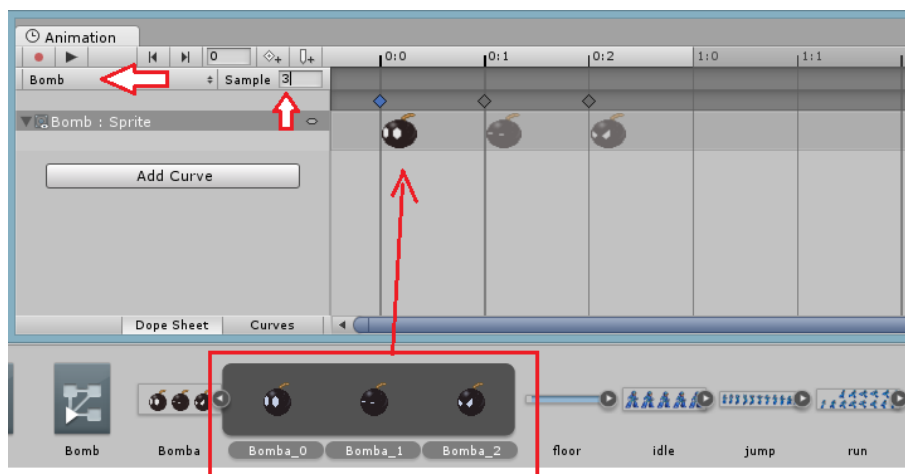 Animation
0 0:0 0:1 0:2 1:0 1:1
Bomb Sample 3
Bomb : Sprite
Add Curve
Dope Sheet Curves
Bomb Bomba Bomba_0 Bomba_1 Bomba_2 floor idle jump run